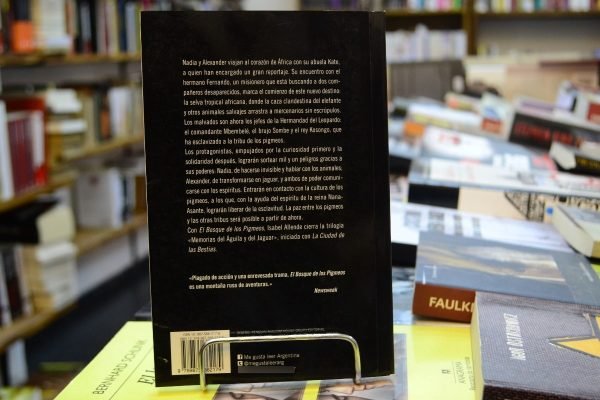 Nadia y Alexander viajan al corazón de África con su abuela Kate,
a quien han encargado un gran reportaje. Su encuentro con el
hermano Fernando, un misionero que está buscando a dos com-
pañeros desaparecidos, marca el comienzo de este nuevo destino:
la selva tropical africana, donde la caza clandestina del elefante
y otros animales salvajes arrastra a mercenarios sin escrúpulos.
Los malvados son ahora los jefes de la Hermandad del Leopardo:
el comandante Mbembelé, el brujo Sombe y el rey Kosongo, que
ha esclavizado a la tribu de los pigmeos.
Los protagonistas, empujados por la curiosidad primero y la
solidaridad después, lograrán sortear mil y un peligros gracias a
sus poderes. Nadia, de hacerse invisible y hablar con los animales;
Alexander, de transformarse en jaguar, y ambos de poder comuni-
carse con los espíritus. Entrarán en contacto con la cultura de los
pigmeos, a los que, con la ayuda del espíritu de la reina Nana-
Asante, lograrán liberar de la esclavitud. La paz entre los pigmeos
y las otras tribus será posible a partir de ahora.
Con El Bosque de los Pigmeos, Isabel Allende cierra la trilogía
«Memorias del Águila y del Jaguar», iniciada con La Ciudad de
las Bestias.
«Plagado de acción y una enrevesada trama, El Bosque de los Pigmeos
es una montaña rusa de aventuras.»
Newsweek
Me gusta leer Argentina
@megustaleerarg
BERNHARD SCHLINK
EL
FAULK
ANAGRAMA